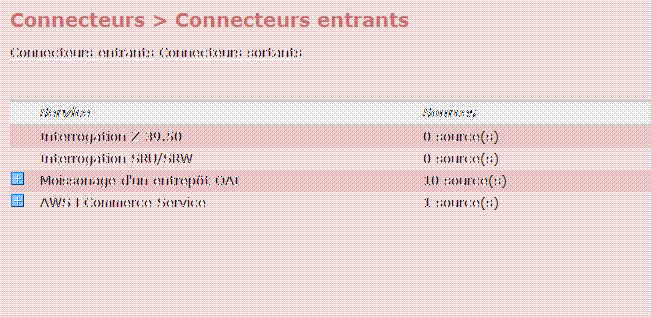 Connecteurs > Connecteurs entrants
Connecteurs entrants Connecteurs sortants
Service Sources
Interrogation Z 39.50 0 source(s)
Interrogation SRU/SRW 0 source(s)
Moissonage d'un entrepôt OAI 10 source(s)
AWS ECommerce Service 1 source(s)